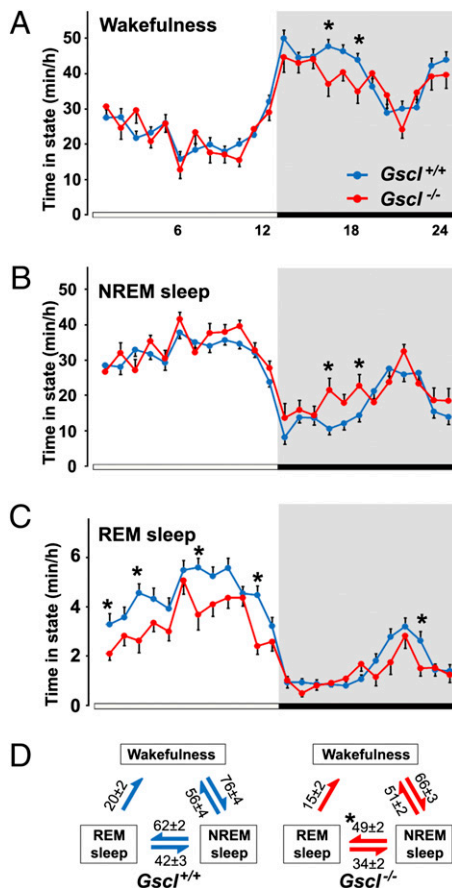 A
Wakefulness
Time in state (min/h)
50
40
30
20
10
0
* *
Gscl +/+
Gscl -/-
6 12 18 24
B
NREM sleep
Time in state (min/h)
50
40
30
20
10
0
* *
C
REM sleep
Time in state (min/h)
6
4
2
0
* * * * *
D
Wakefulness
20±2
76±4
56±4
REM sleep
62±2
42±3
NREM sleep
Gscl+/+
Wakefulness
15±2
66±3
51±2
REM sleep
* 49±2
34±2
NREM sleep
Gscl-/-